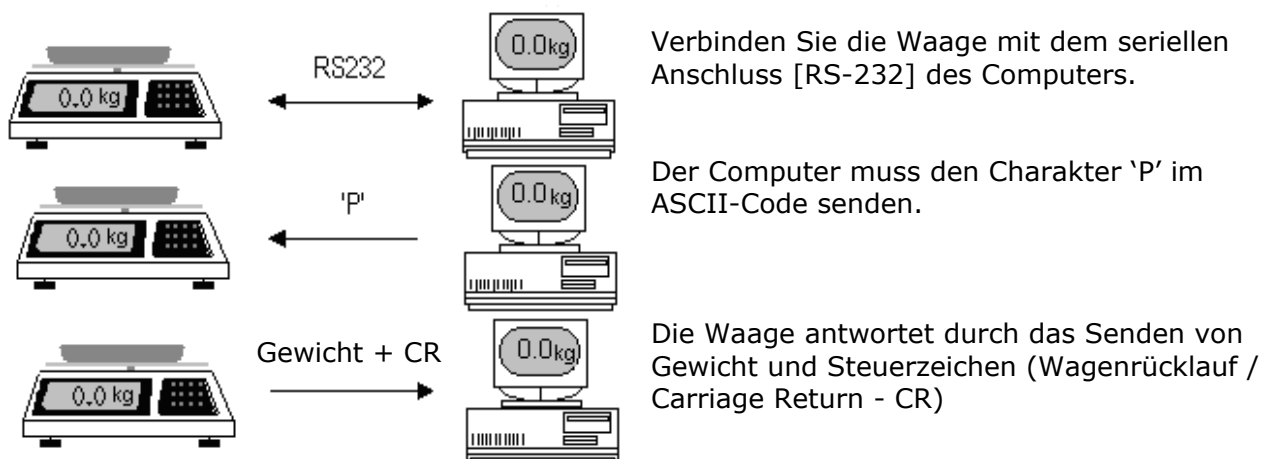 0.0 kg
RS232
0.0kg
Verbinden Sie die Waage mit dem seriellen
Anschluss [RS-232] des Computers.
0.0 kg
'P'
0.0kg
Der Computer muss den Charakter ‘P’ im
ASCII-Code senden.
0.0 kg
Gewicht + CR
0.0kg
Die Waage antwortet durch das Senden von
Gewicht und Steuerzeichen (Wagenrücklauf /
Carriage Return - CR)